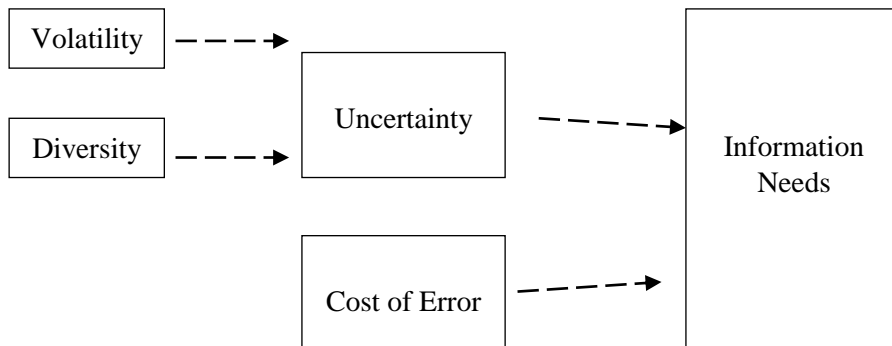 Volatility
Uncertainty
Diversity
Information
Needs
Cost of Error